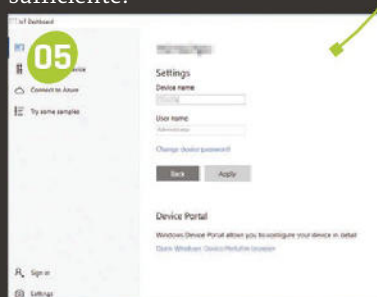 sufficiente.
IoT Dashboard
05
Connect to Azure
Try some samples
Sign in
Settings
Settings
Device name
User name
Administrator
Change device password
Back
Apply
Device Portal
Windows Device Portal allows you to configure your device in detail
Open Windows Device Portal in browser